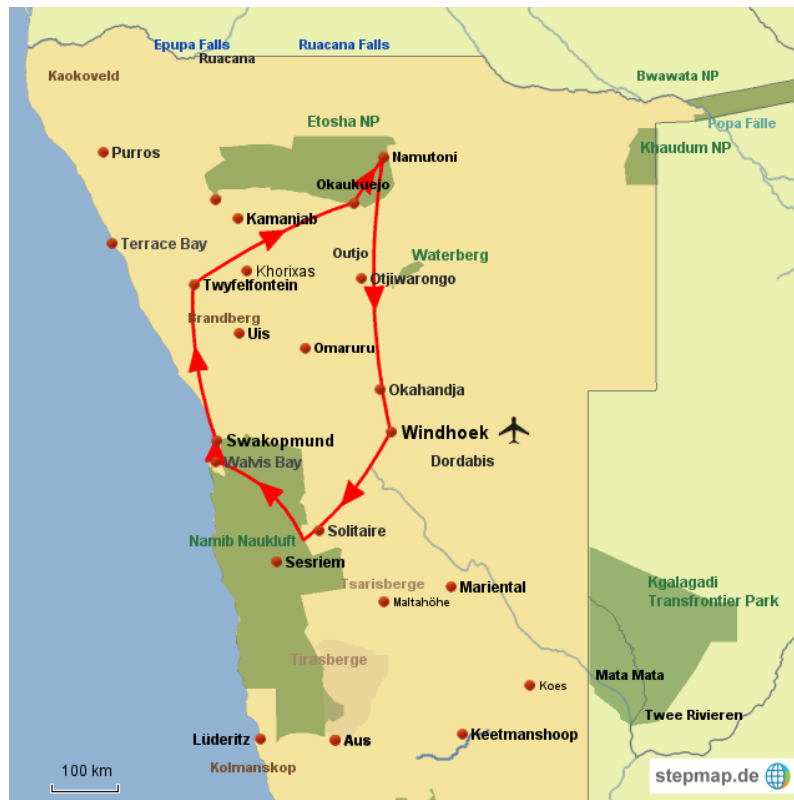 Epupa Falls
Ruacana Falls
Ruacana
Kaokoveld
Bwawata NP
Etosha NP
Popa Fälle
Purros
Namutoni
Khaudum NP
Okaukuejo
Kamanjab
Terrace Bay
Outjo
Waterberg
Khorixas
Otjiwarongo
Twyfelfontein
Brandberg
Uis
Omaruru
Okahandja
Swakopmund
Windhoek
Walvis Bay
Dordabis
Solitaire
Namib Naukluft
Sesriem
Tsarisberge
Mariental
Kgalagadi
Transfrontier Park
Maltahöhe
Tirasberge
Mata Mata
Koes
Twee Rivieren
Lüderitz
Aus
Keetmanshoop
Kolmanskop
100 km
stepmap.de